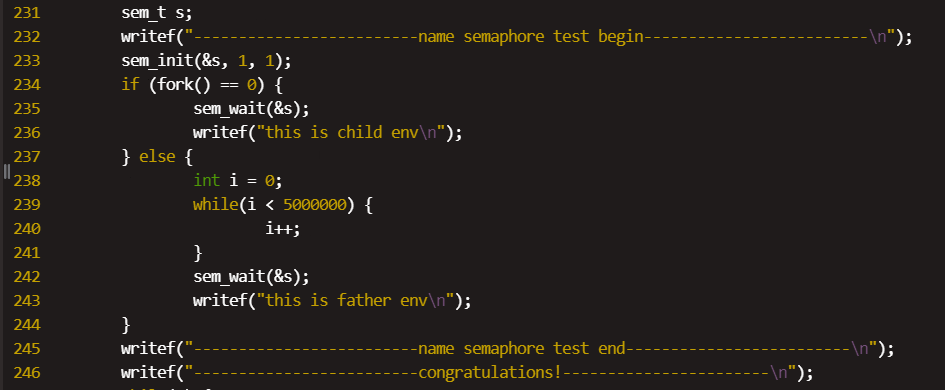 231 sem_t s;
232 writef("-------------------------name semaphore test begin-------------------------\n");
233 sem_init(&s, 1, 1);
234 if (fork() == 0) {
235 sem_wait(&s);
236 writef("this is child env\n");
237 } else {
238 int i = 0;
239 while(i < 5000000) {
240 i++;
241 }
242 sem_wait(&s);
243 writef("this is father env\n");
244 }
245 writef("-------------------------name semaphore test end-------------------------\n");
246 writef("-------------------------congratulations!-----------------------\n");